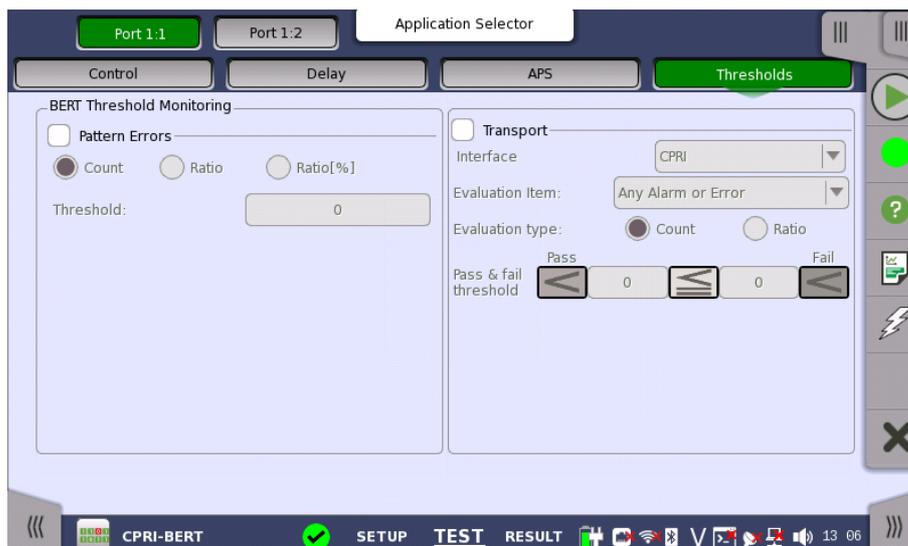 Application Selector
Port 1:1 Port 1:2
Control Delay APS Thresholds
BERT Threshold Monitoring
Pattern Errors
Count Ratio Ratio[%]
Threshold: 0
Transport
Interface CPRI
Evaluation Item: Any Alarm or Error
Evaluation type: Count Ratio
Pass Fail
Pass & fail
threshold < 0 ≤ 0 <
CPRI-BERT SETUP TEST RESULT 13 06